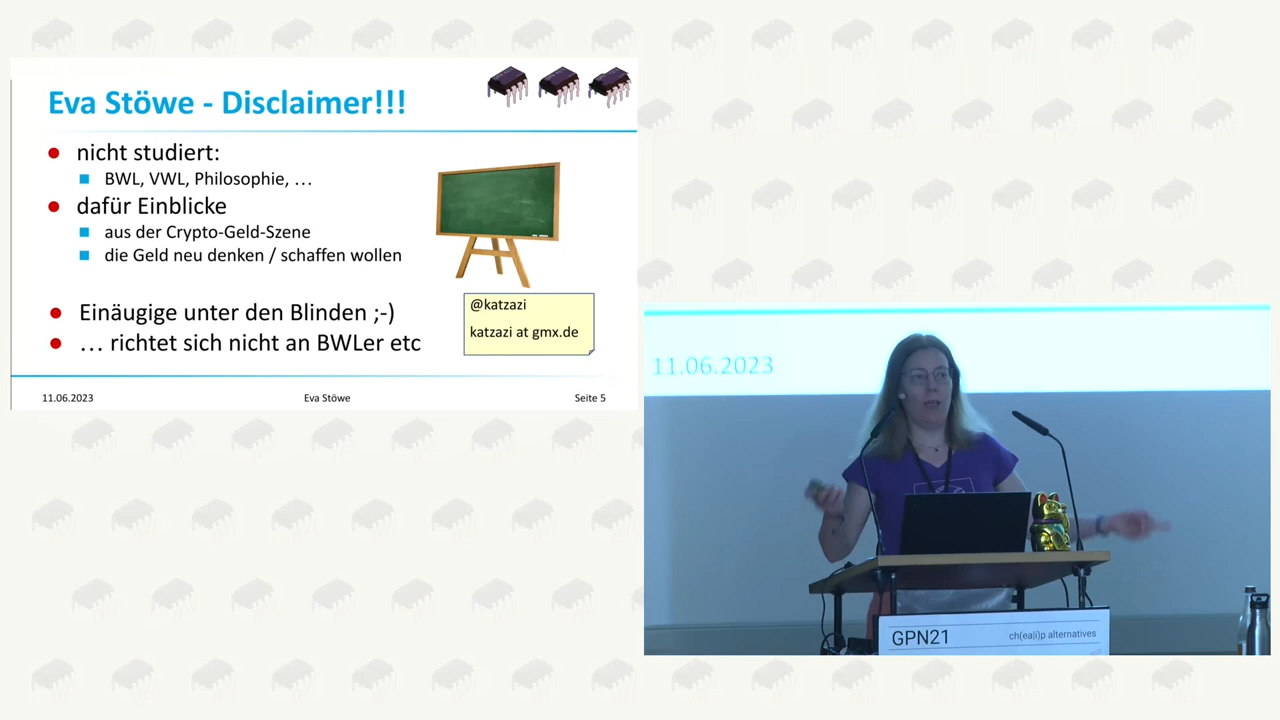 Eva Stöwe - Disclaimer!!!
nicht studiert:
BWL, VWL, Philosophie, …
dafür Einblicke
aus der Crypto-Geld-Szene
die Geld neu denken / schaffen wollen
Einäugige unter den Blinden ;-)
… richtet sich nicht an BWLer etc
@katzazi
katzazi at gmx.de
11.06.2023
Eva Stöwe
Seite 5
11.06.2023
GPN21
ch(ea|i)p alternatives